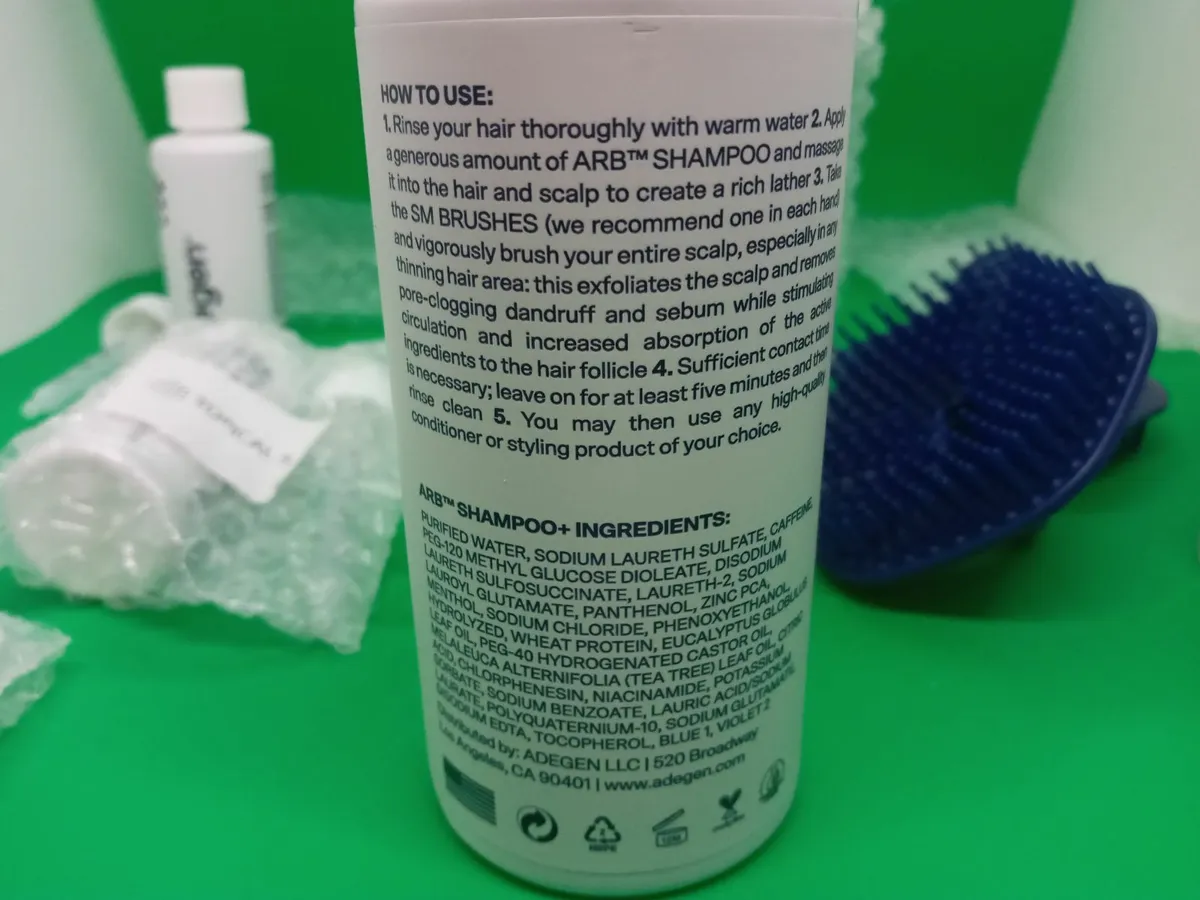 HOW TO USE:
1. Rinse your hair thoroughly with warm water 2. Apply
a generous amount of ARB™ SHAMPOO and massage
it into the hair and scalp to create a rich lather 3. Take
the SM BRUSHES (we recommend one in each hand)
and vigorously brush your entire scalp, especially in any
thinning hair area: this exfoliates the scalp and removes
pore-clogging dandruff and sebum while stimulating
circulation and increased absorption of the active
ingredients to the hair follicle 4. Sufficient contact time
is necessary; leave on for at least five minutes and then
rinse clean 5. You may then use any high-quality
conditioner or styling product of your choice.
ARB™ SHAMPOO+ INGREDIENTS:
PURIFIED WATER, SODIUM LAURETH SULFATE, CAFFEINE,
PEG-120 METHYL GLUCOSE DIOLEATE, DISODIUM
LAURETH SULFOSUCCINATE, LAURETH-2, SODIUM
LAUROYL GLUTAMATE, PANTHENOL, ZINC PCA,
MENTHOL, SODIUM CHLORIDE, PHENOXYETHANOL,
HYDROLYZED, WHEAT PROTEIN, EUCALYPTUS GLOBULUS
LEAF OIL, PEG-40 HYDROGENATED CASTOR OIL,
MELALEUCA ALTERNIFOLIA (TEA TREE) LEAF OIL, CITRIC
ACID, CHLORPHENESIN, NIACINAMIDE, POTASSIUM
SORBATE, SODIUM BENZOATE, LAURIC ACID/SODIUM
LAURATE, POLYQUATERNIUM-10, SODIUM GLUTAMATE,
DISODIUM EDTA, TOCOPHEROL, BLUE 1, VIOLET 2
Distributed by: ADEGEN LLC | 520 Broadway
Los Angeles, CA 90401 | www.adegen.com